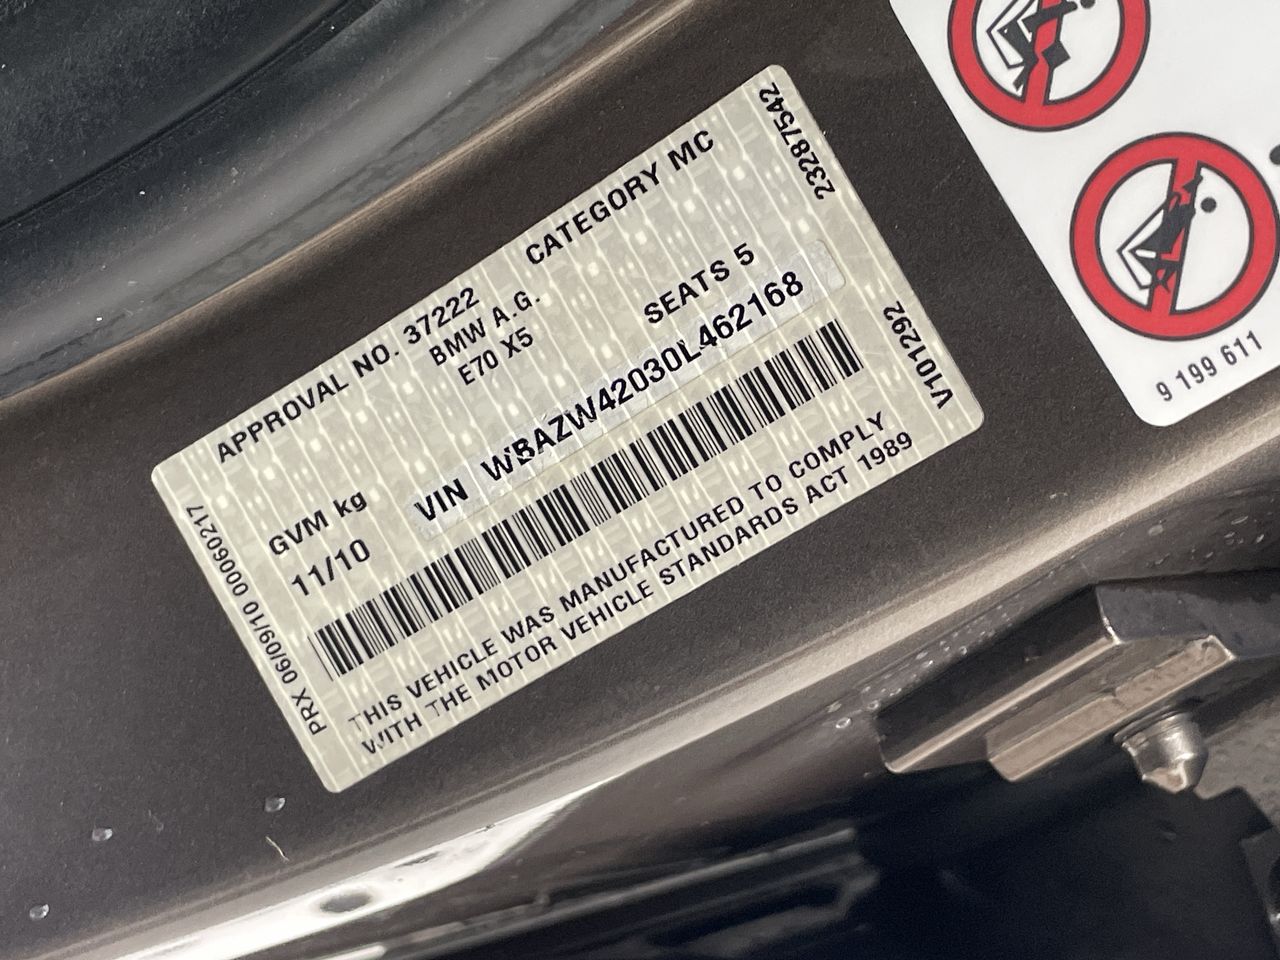 APPROVAL NO. 37222 CATEGORY MC
BMW A.G.
E70 X5
GVM kg SEATS 5
11/10 VIN WBAZW42030L462168
THIS VEHICLE WAS MANUFACTURED TO COMPLY
WITH THE MOTOR VEHICLE STANDARDS ACT 1989
PRX 06/09/10 00060217
23287542
V101292
9 199 611